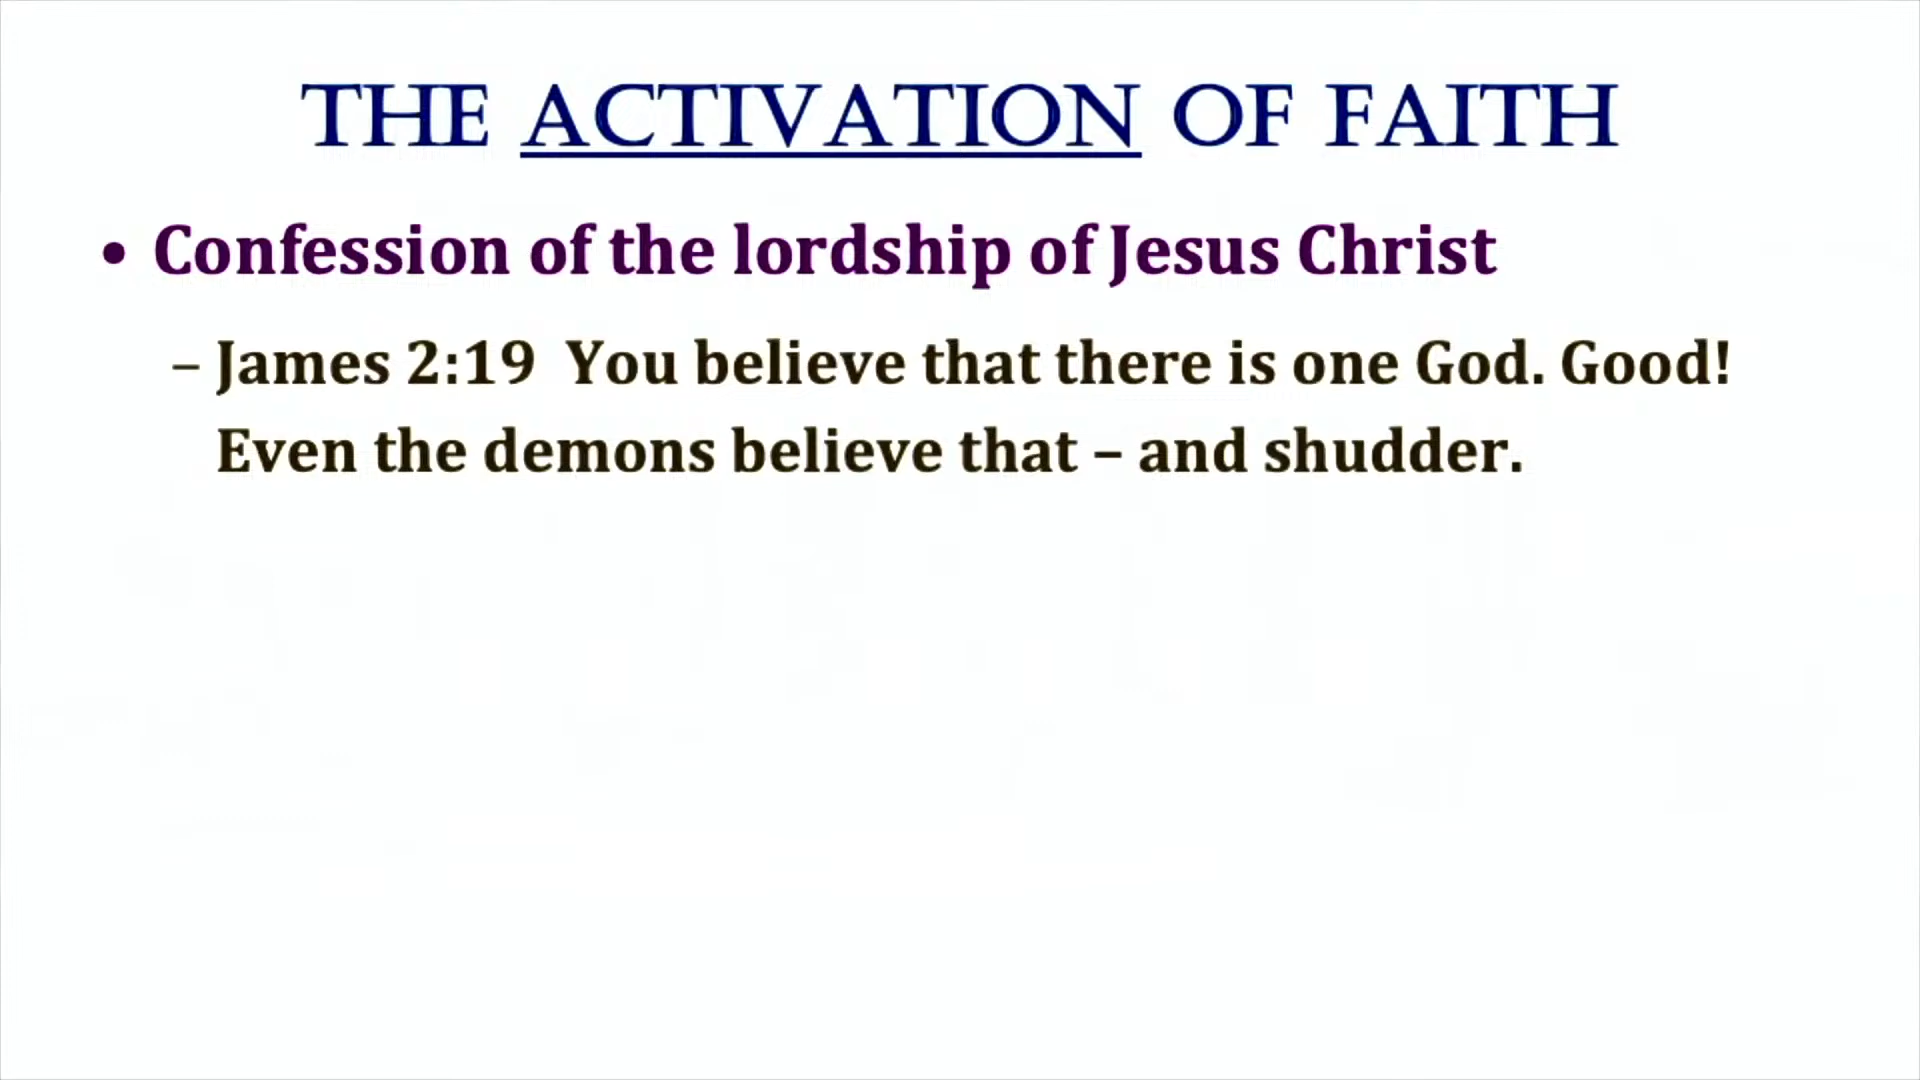 THE ACTIVATION OF FAITH
• Confession of the lordship of Jesus Christ
– James 2:19  You believe that there is one God. Good!
Even the demons believe that – and shudder.